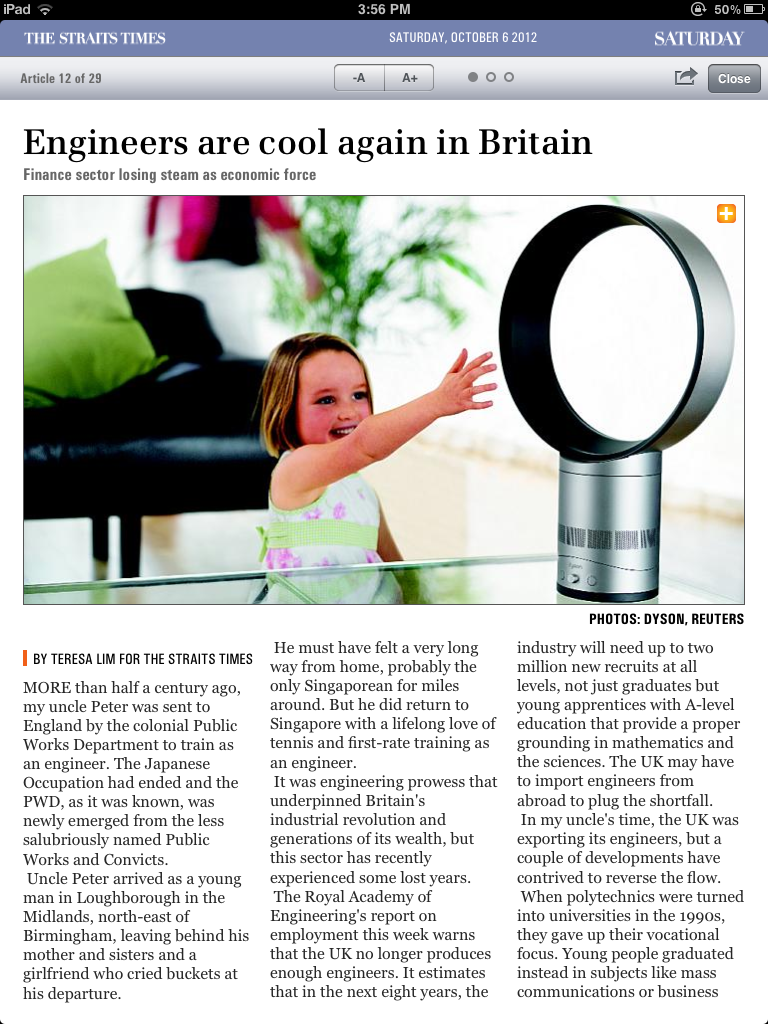 iPad
3:56 PM
50%
THE STRAITS TIMES
SATURDAY, OCTOBER 6 2012
SATURDAY
Article 12 of 29
-A
A+
Close
Engineers are cool again in Britain
Finance sector losing steam as economic force
dyson
PHOTOS: DYSON, REUTERS
BY TERESA LIM FOR THE STRAITS TIMES
MORE than half a century ago,
my uncle Peter was sent to
England by the colonial Public
Works Department to train as
an engineer. The Japanese
Occupation had ended and the
PWD, as it was known, was
newly emerged from the less
salubriously named Public
Works and Convicts.
Uncle Peter arrived as a young
man in Loughborough in the
Midlands, north-east of
Birmingham, leaving behind his
mother and sisters and a
girlfriend who cried buckets at
his departure.
He must have felt a very long
way from home, probably the
only Singaporean for miles
around. But he did return to
Singapore with a lifelong love of
tennis and first-rate training as
an engineer.
It was engineering prowess that
underpinned Britain's
industrial revolution and
generations of its wealth, but
this sector has recently
experienced some lost years.
The Royal Academy of
Engineering's report on
employment this week warns
that the UK no longer produces
enough engineers. It estimates
that in the next eight years, the
industry will need up to two
million new recruits at all
levels, not just graduates but
young apprentices with A-level
education that provide a proper
grounding in mathematics and
the sciences. The UK may have
to import engineers from
abroad to plug the shortfall.
In my uncle's time, the UK was
exporting its engineers, but a
couple of developments have
contrived to reverse the flow.
When polytechnics were turned
into universities in the 1990s,
they gave up their vocational
focus. Young people graduated
instead in subjects like mass
communications or business